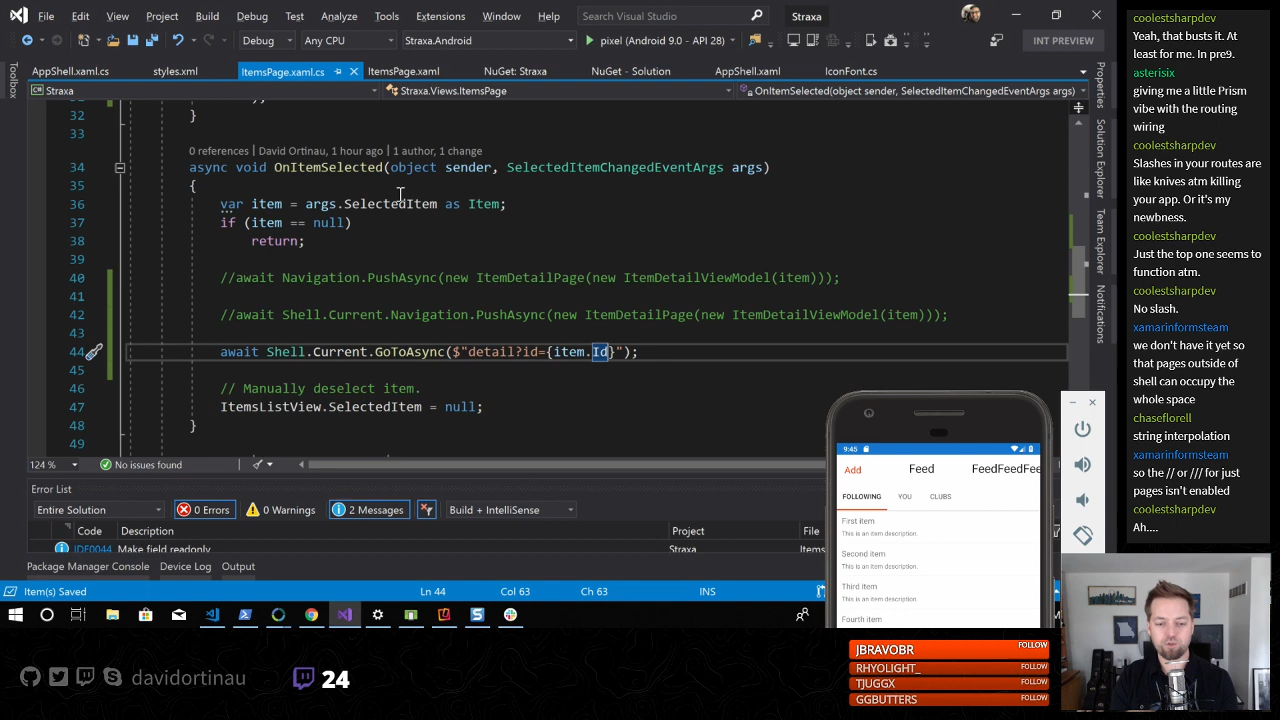 File Edit View Project Build Debug Team Test Analyze Tools Extensions Window Help Search Visual Studio Straxa
Debug Any CPU Straxa.Android pixel (Android 9.0 - API 28) INT PREVIEW
AppShell.xaml.cs styles.xml ItemsPage.xaml.cs ItemsPage.xaml NuGet: Straxa NuGet - Solution AppShell.xaml IconFont.cs
Straxa Straxa.Views.ItemsPage OnItemSelected(object sender, SelectedItemChangedEventArgs args)
Toolbox
Properties
Solution Explorer
Team Explorer
Notifications
32 }
33
0 references | David Ortinau, 1 hour ago | 1 author, 1 change
34 async void OnItemSelected(object sender, SelectedItemChangedEventArgs args)
35 {
36 var item = args.SelectedItem as Item;
37 if (item == null)
38 return;
39
40 //await Navigation.PushAsync(new ItemDetailPage(new ItemDetailViewModel(item)));
41
42 //await Shell.Current.Navigation.PushAsync(new ItemDetailPage(new ItemDetailViewModel(item)));
43
44 await Shell.Current.GoToAsync($"detail?id={item.Id}");
45
46 // Manually deselect item.
47 ItemsListView.SelectedItem = null;
48 }
49
124 % No issues found
Error List
Entire Solution 0 Errors 0 Warnings 2 Messages Build + IntelliSense
Code Description Project File
IDE0044 Make field readonly Straxa Items
Package Manager Console Device Log Output
Item(s) Saved Ln 44 Col 63 Ch 63 INS
9:45
Add Feed FeedFeedFee
FOLLOWING YOU CLUBS
First item
This is an item description.
Second item
This is an item description.
Third item
This is an item description.
Fourth item
coolestsharpdev
Yeah, that busts it. At
least for me. In pre9.
asterisix
giving me a little Prism
vibe with the routing
wiring
coolestsharpdev
Slashes in your routes are
like knives atm killing
your app. Or it's my
newbness.
coolestsharpdev
Just the top one seems to
function atm.
coolestsharpdev
No slash.
xamarinformsteam
we don't have it yet so
that pages outside of
shell can occupy the
whole space
chaseflorell
string interpolation
xamarinformsteam
so the // or /// for just
pages isn't enabled
coolestsharpdev
Ah....
davidortinau 24
JBRAVOBR FOLLOW
RHYOLIGHT_ FOLLOW
TJUGGX FOLLOW
GGBUTTERS FOLLOW